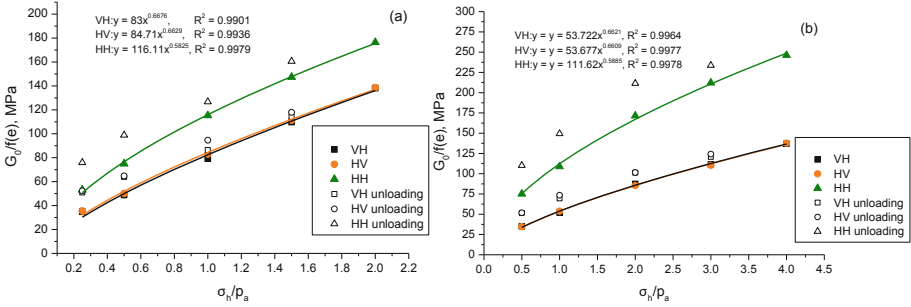 (a)
VH:y = 83x^0.6676, R² = 0.9901
HV:y = 84.71x^0.6629, R² = 0.9936
HH:y = 116.11x^0.5825, R² = 0.9979
G₀/f(e), MPa
200
180
160
140
120
100
80
60
40
20
0
VH
HV
HH
VH unloading
HV unloading
HH unloading
0.2 0.4 0.6 0.8 1.0 1.2 1.4 1.6 1.8 2.0 2.2
σₕ/pₐ
(b)
VH:y = y = 53.722x^0.6621, R² = 0.9964
HV:y = y = 53.677x^0.6609, R² = 0.9977
HH:y = y = 111.62x^0.5885, R² = 0.9978
G₀/f(e), MPa
300
275
250
225
200
175
150
125
100
75
50
25
0
VH
HV
HH
VH unloading
HV unloading
HH unloading
0.0 0.5 1.0 1.5 2.0 2.5 3.0 3.5 4.0 4.5
σₕ/pₐ